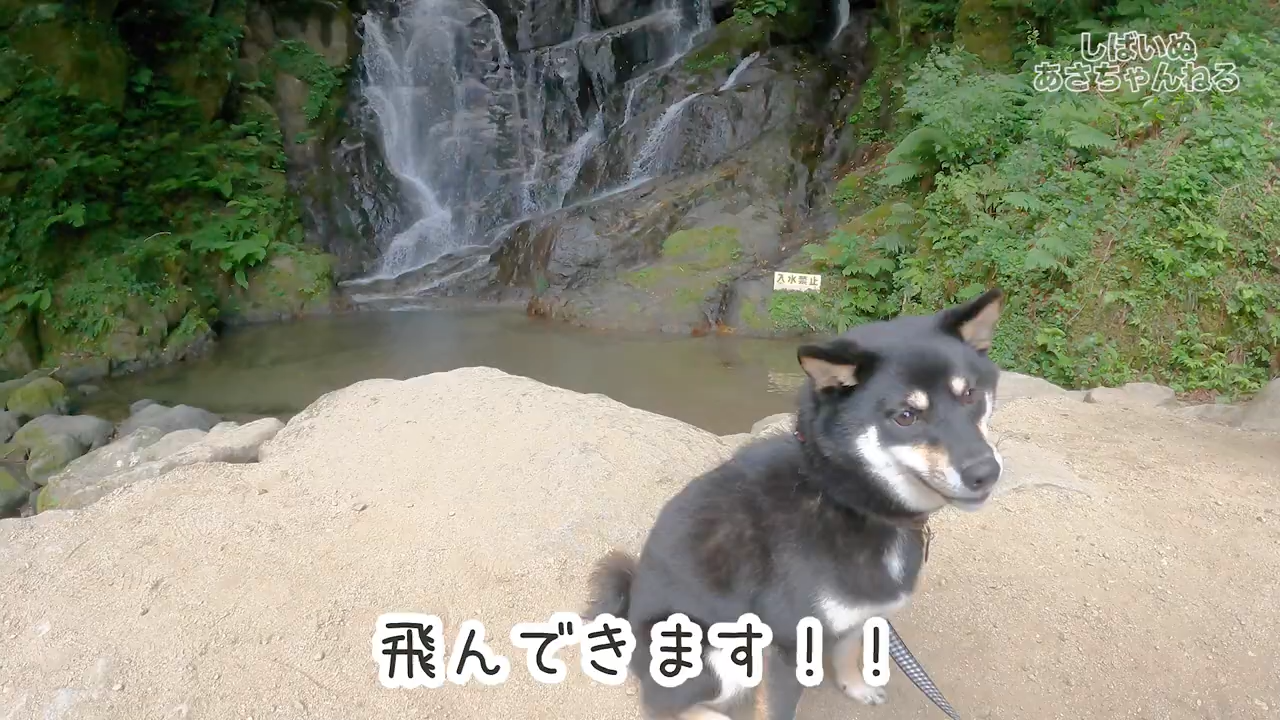 しばいぬ
あさちゃんねる
入水禁止
飛んできます！！